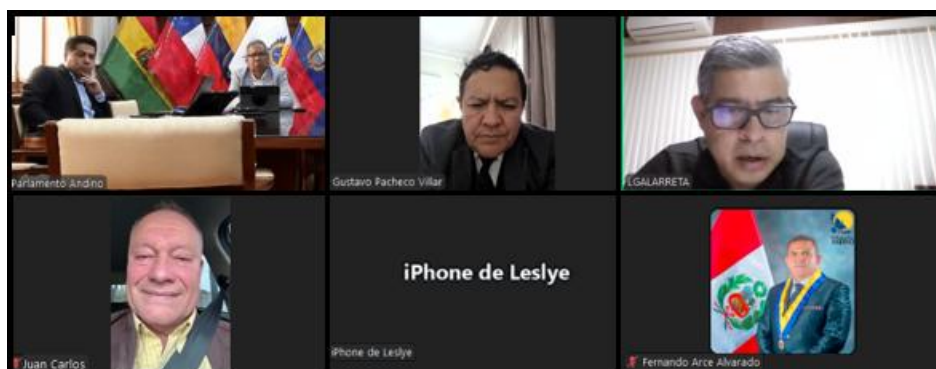 Parlamento Andino
Gustavo Pacheco Villar
LGALARRETA
Juan Carlos
iPhone de Leslye
iPhone de Leslye
Fernando Arce Alvarado